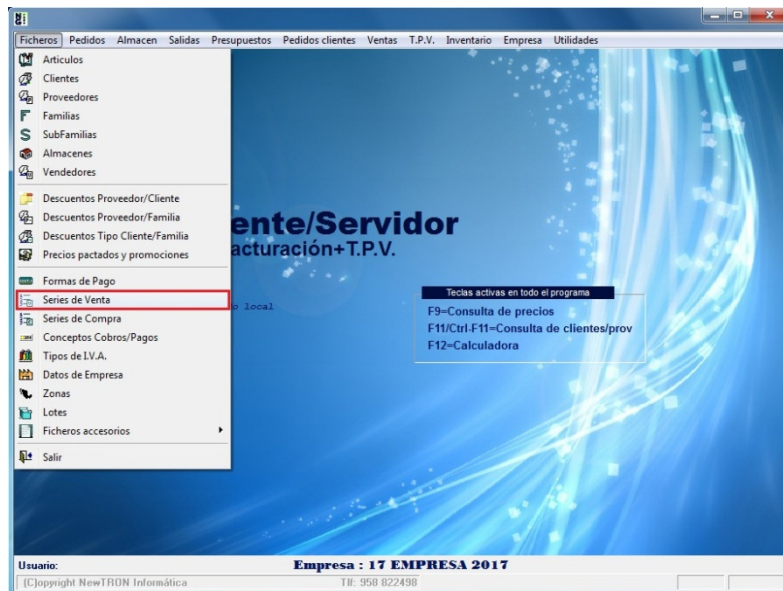 Ficheros Pedidos Almacen Salidas Presupuestos Pedidos clientes Ventas T.P.V. Inventario Empresa Utilidades
Articulos
Clientes
Proveedores
Familias
SubFamilias
Almacenes
Vendedores
Descuentos Proveedor/Cliente
Descuentos Proveedor/Familia
Descuentos Tipo Cliente/Familia
Precios pactados y promociones
Formas de Pago
Series de Venta
Series de Compra
Conceptos Cobros/Pagos
Tipos de I.V.A.
Datos de Empresa
Zonas
Lotes
Ficheros accesorios
Salir
ente/Servidor
acturación+T.P.V.
o local
Teclas activas en todo el programa
F9=Consulta de precios
F11/Ctrl-F11=Consulta de clientes/prov
F12=Calculadora
Usuario: Empresa : 17 EMPRESA 2017
(C)opyright NewTRON Informática Tlf: 958 822498